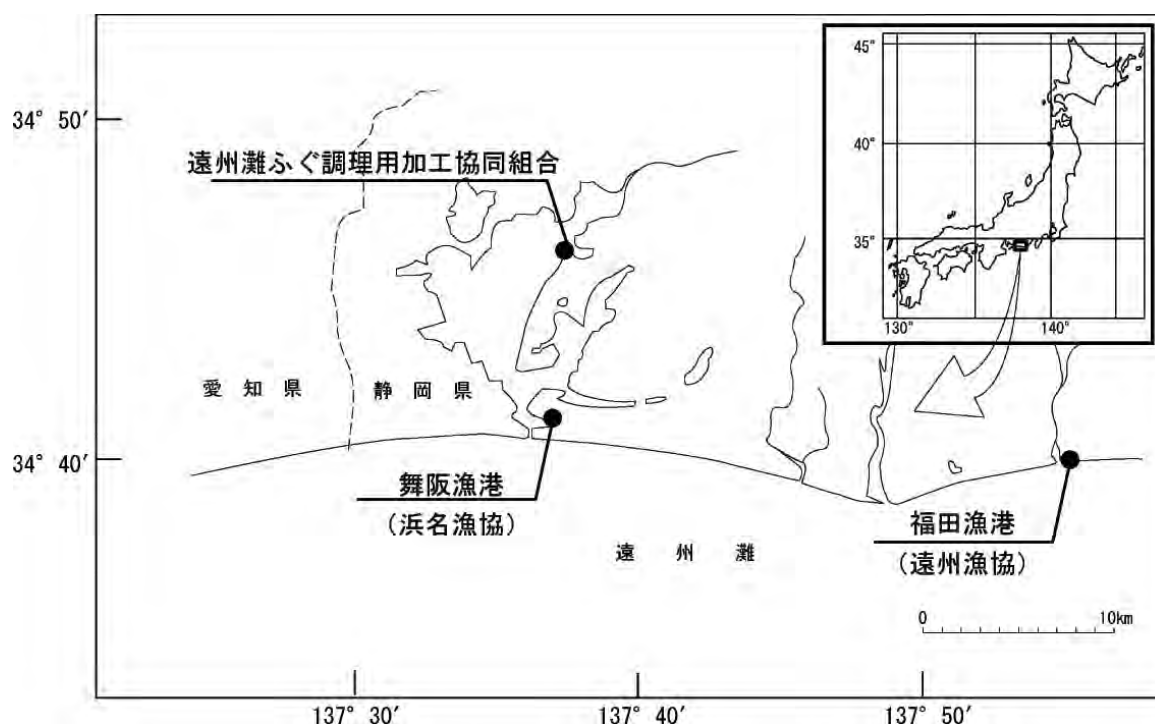 34° 50′
遠州灘ふぐ調理用加工協同組合
45°
40°
35°
130°
140°
愛知県
静岡県
34° 40′
舞阪漁港
(浜名漁協)
福田漁港
(遠州漁協)
遠州灘
0
10km
137° 30′
137° 40′
137° 50′